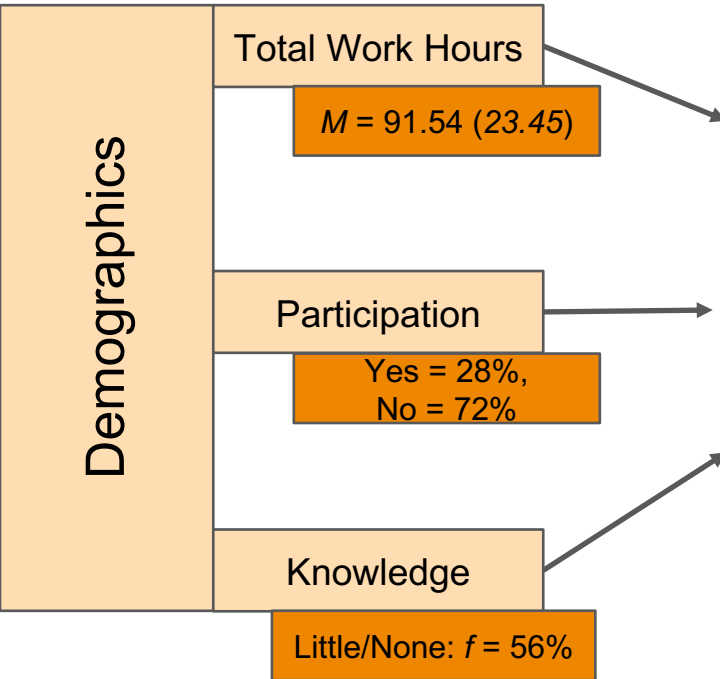 Demographics
Total Work Hours
M = 91.54 (23.45)
Participation
Yes = 28%,
No = 72%
Knowledge
Little/None: f = 56%